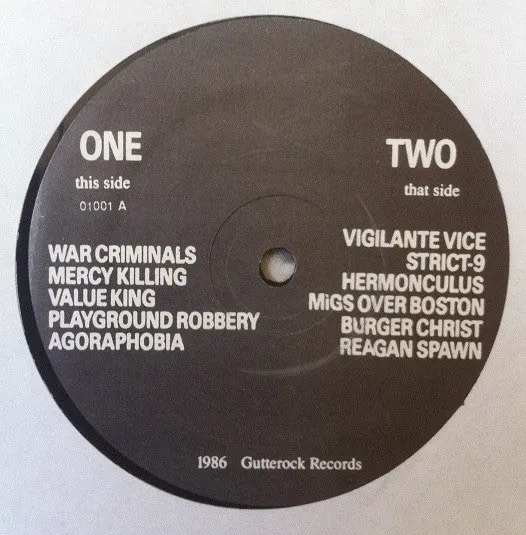 ONE
this side
01001 A
WAR CRIMINALS
MERCY KILLING
VALUE KING
PLAYGROUND ROBBERY
AGORAPHOBIA
TWO
that side
VIGILANTE VICE
STRICT-9
HERMONCULUS
MiGS OVER BOSTON
BURGER CHRIST
REAGAN SPAWN
1986 Gutterock Records